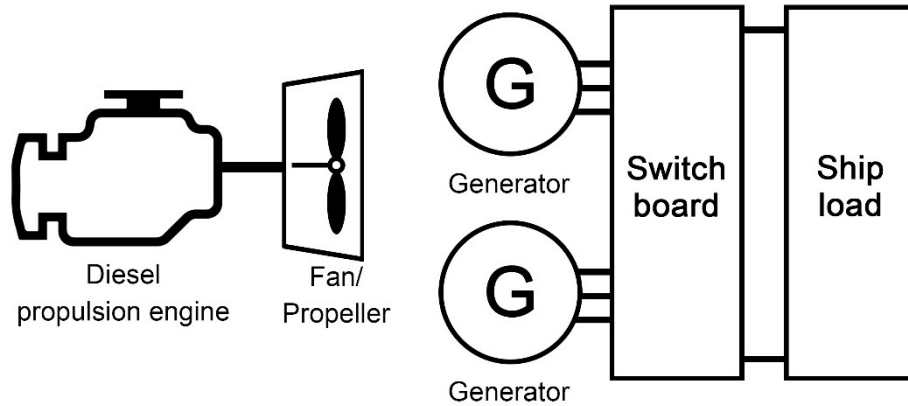 Diesel
propulsion engine
Fan/
Propeller
G
Generator
G
Generator
Switch
board
Ship
load